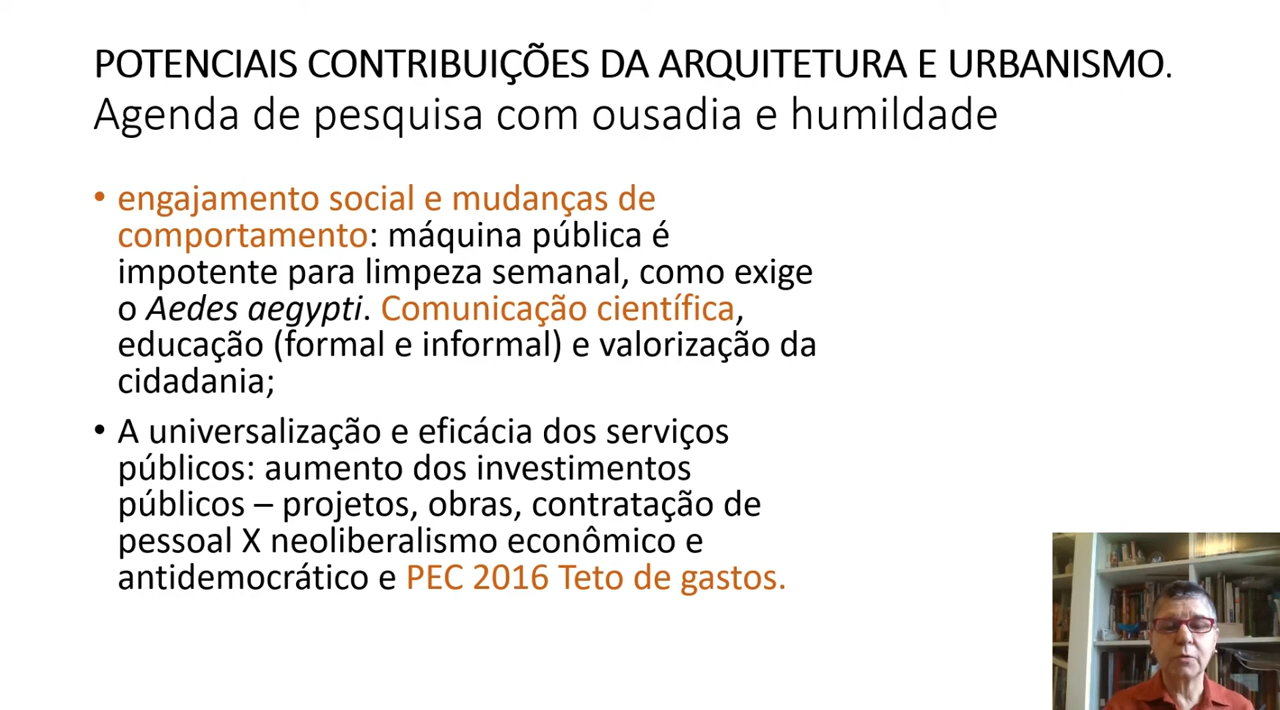 POTENCIAIS CONTRIBUIÇÕES DA ARQUITETURA E URBANISMO.
Agenda de pesquisa com ousadia e humildade
• engajamento social e mudanças de
comportamento: máquina pública é
impotente para limpeza semanal, como exige
o Aedes aegypti. Comunicação científica,
educação (formal e informal) e valorização da
cidadania;
• A universalização e eficácia dos serviços
públicos: aumento dos investimentos
públicos – projetos, obras, contratação de
pessoal X neoliberalismo econômico e
antidemocrático e PEC 2016 Teto de gastos.